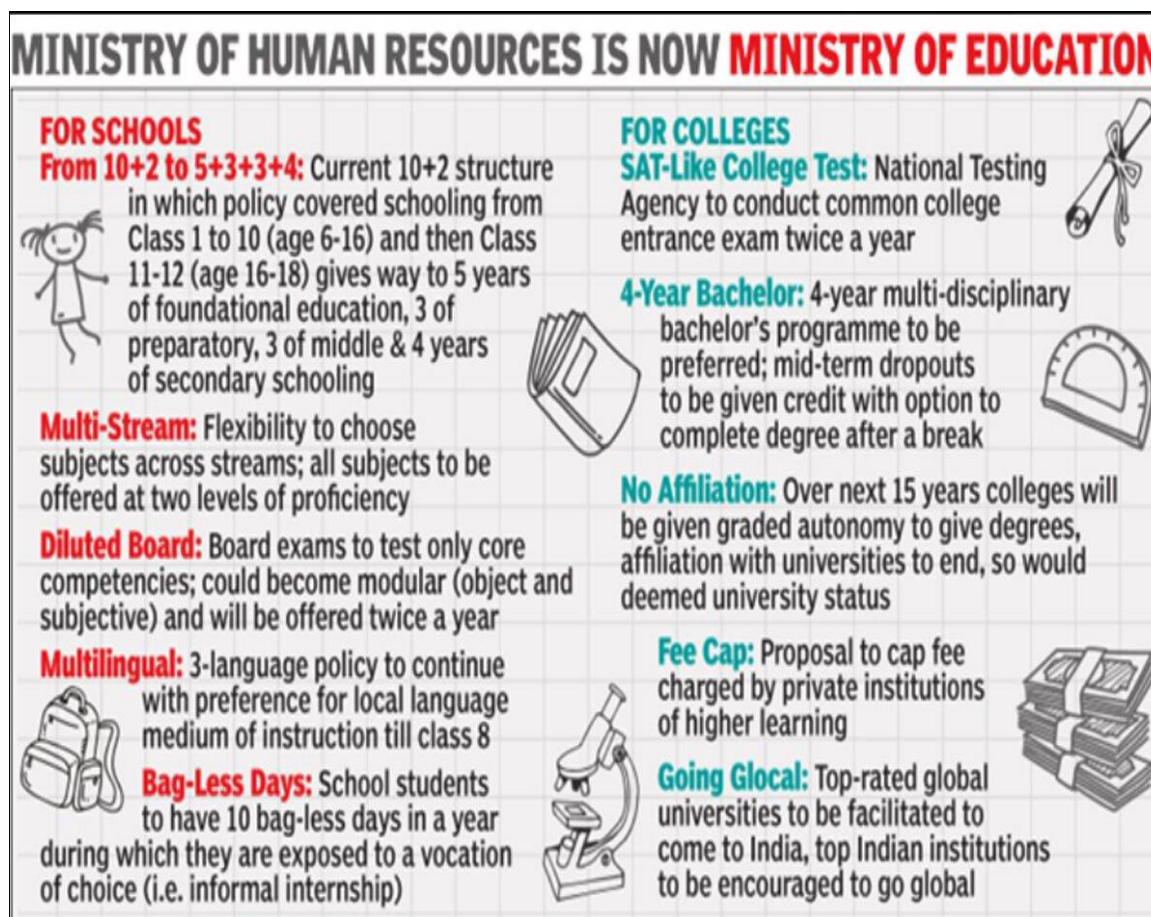 MINISTRY OF HUMAN RESOURCES IS NOW MINISTRY OF EDUCATION
FOR SCHOOLS
From 10+2 to 5+3+3+4: Current 10+2 structure
in which policy covered schooling from
Class 1 to 10 (age 6-16) and then Class
11-12 (age 16-18) gives way to 5 years
of foundational education, 3 of
preparatory, 3 of middle & 4 years
of secondary schooling
Multi-Stream: Flexibility to choose
subjects across streams; all subjects to be
offered at two levels of proficiency
Diluted Board: Board exams to test only core
competencies; could become modular (object and
subjective) and will be offered twice a year
Multilingual: 3-language policy to continue
with preference for local language
medium of instruction till class 8
Bag-Less Days: School students
to have 10 bag-less days in a year
during which they are exposed to a vocation
of choice (i.e. informal internship)
FOR COLLEGES
SAT-Like College Test: National Testing
Agency to conduct common college
entrance exam twice a year
4-Year Bachelor: 4-year multi-disciplinary
bachelor's programme to be
preferred; mid-term dropouts
to be given credit with option to
complete degree after a break
No Affiliation: Over next 15 years colleges will
be given graded autonomy to give degrees,
affiliation with universities to end, so would
deemed university status
Fee Cap: Proposal to cap fee
charged by private institutions
of higher learning
Going Glocal: Top-rated global
universities to be facilitated to
come to India, top Indian institutions
to be encouraged to go global